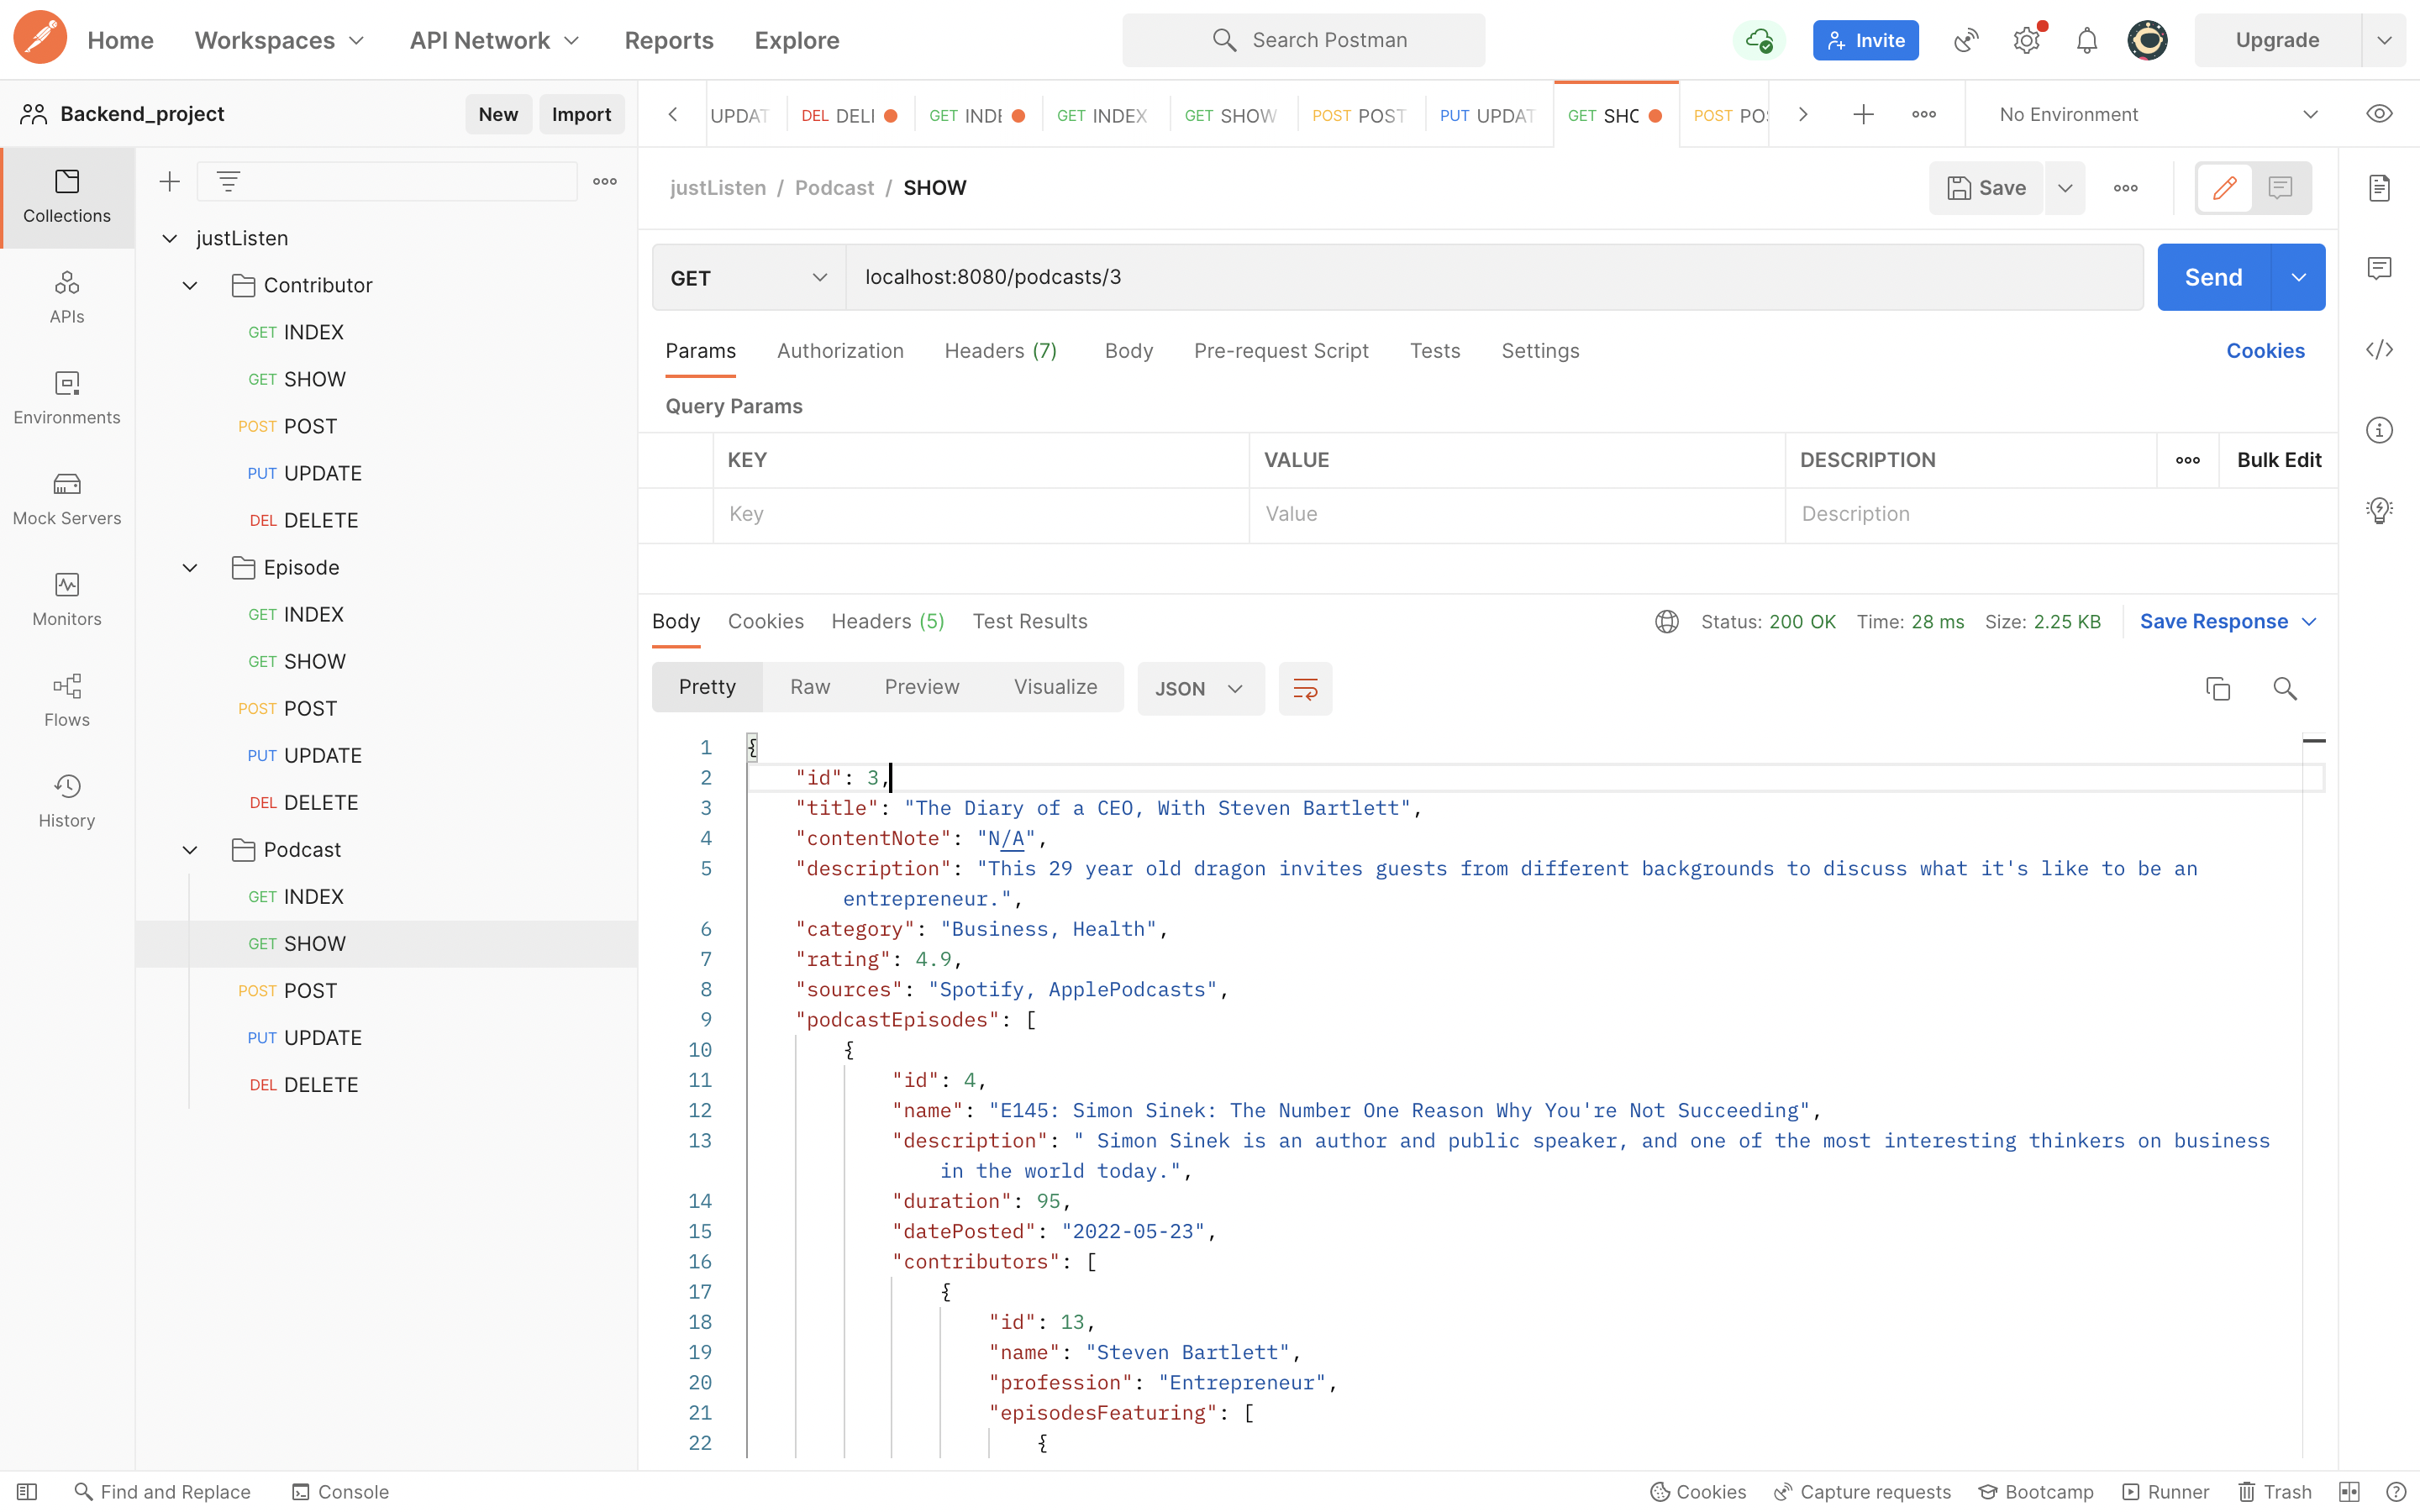 Home Workspaces API Network Reports Explore Search Postman Invite Upgrade
Backend_project New Import
UPDAT DEL DELI GET INDE GET INDEX GET SHOW POST POST PUT UPDAT GET SHC POST PO No Environment
Collections
APIs
Environments
Mock Servers
Monitors
Flows
History
justListen
Contributor
GET INDEX
GET SHOW
POST POST
PUT UPDATE
DEL DELETE
Episode
GET INDEX
GET SHOW
POST POST
PUT UPDATE
DEL DELETE
Podcast
GET INDEX
GET SHOW
POST POST
PUT UPDATE
DEL DELETE
justListen / Podcast / SHOW Save
GET localhost:8080/podcasts/3 Send
Params Authorization Headers (7) Body Pre-request Script Tests Settings Cookies
Query Params
KEY VALUE DESCRIPTION Bulk Edit
Key Value Description
Body Cookies Headers (5) Test Results Status: 200 OK Time: 28 ms Size: 2.25 KB Save Response
Pretty Raw Preview Visualize JSON
1 {
2 "id": 3,
3 "title": "The Diary of a CEO, With Steven Bartlett",
4 "contentNote": "N/A",
5 "description": "This 29 year old dragon invites guests from different backgrounds to discuss what it's like to be an
entrepreneur.",
6 "category": "Business, Health",
7 "rating": 4.9,
8 "sources": "Spotify, ApplePodcasts",
9 "podcastEpisodes": [
10 {
11 "id": 4,
12 "name": "E145: Simon Sinek: The Number One Reason Why You're Not Succeeding",
13 "description": " Simon Sinek is an author and public speaker, and one of the most interesting thinkers on business
in the world today.",
14 "duration": 95,
15 "datePosted": "2022-05-23",
16 "contributors": [
17 {
18 "id": 13,
19 "name": "Steven Bartlett",
20 "profession": "Entrepreneur",
21 "episodesFeaturing": [
22 {
Find and Replace Console Cookies Capture requests Bootcamp Runner Trash